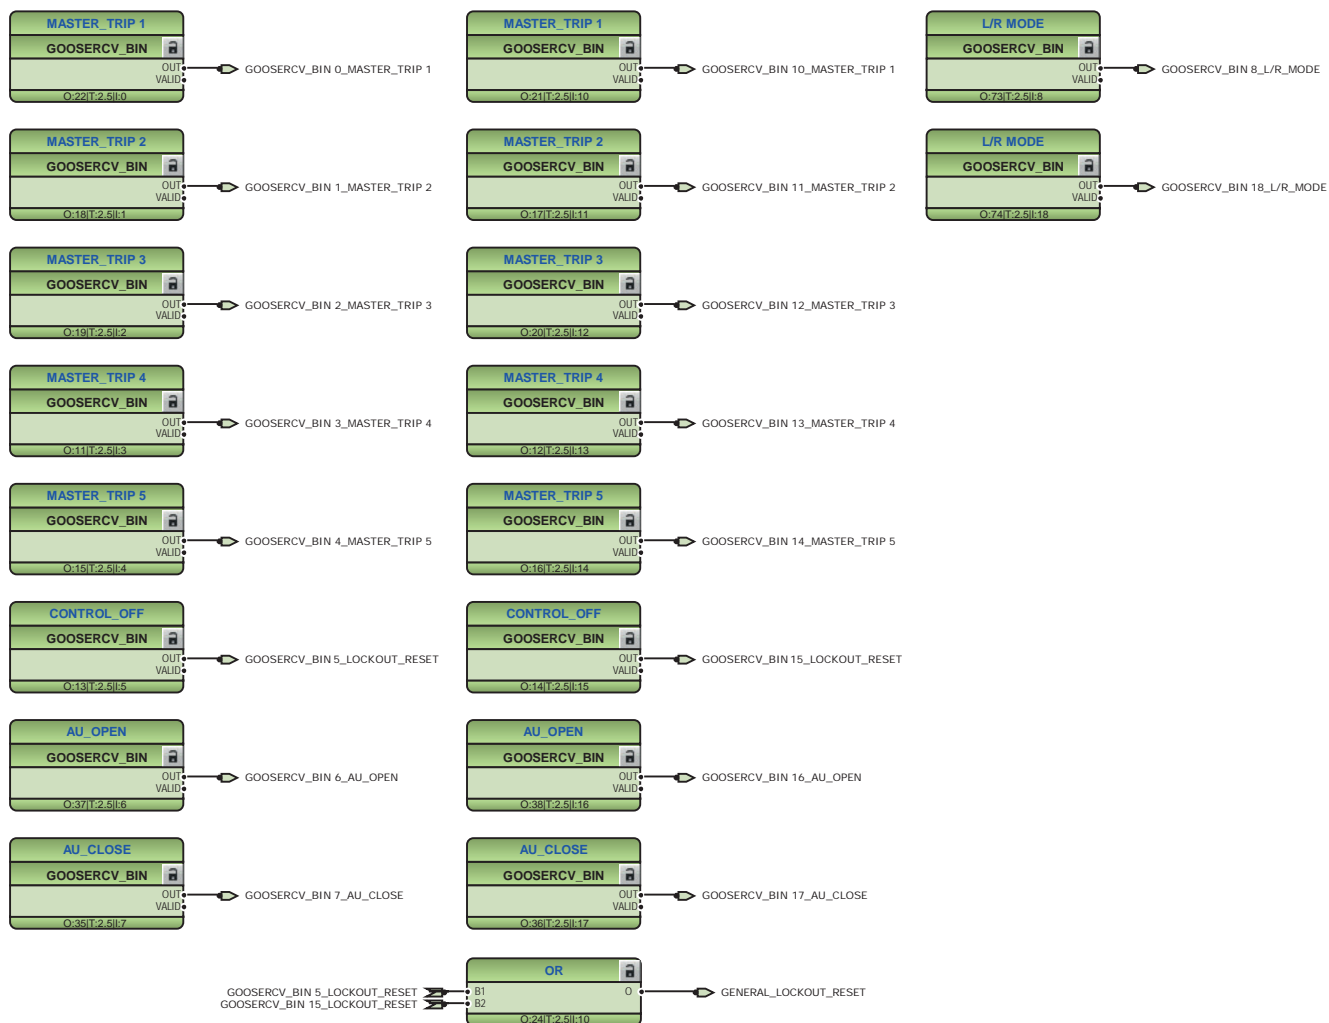 MASTER_TRIP 1
GOOSERCV_BIN
OUT
VALID
O:22|T:2.5|I:0
GOOSERCV_BIN 0_MASTER_TRIP 1
MASTER_TRIP 1
GOOSERCV_BIN
OUT
VALID
O:21|T:2.5|I:10
GOOSERCV_BIN 10_MASTER_TRIP 1
L/R MODE
GOOSERCV_BIN
OUT
VALID
O:73|T:2.5|I:8
GOOSERCV_BIN 8_L/R_MODE
MASTER_TRIP 2
GOOSERCV_BIN
OUT
VALID
O:18|T:2.5|I:1
GOOSERCV_BIN 1_MASTER_TRIP 2
MASTER_TRIP 2
GOOSERCV_BIN
OUT
VALID
O:17|T:2.5|I:11
GOOSERCV_BIN 11_MASTER_TRIP 2
L/R MODE
GOOSERCV_BIN
OUT
VALID
O:74|T:2.5|I:18
GOOSERCV_BIN 18_L/R_MODE
MASTER_TRIP 3
GOOSERCV_BIN
OUT
VALID
O:19|T:2.5|I:2
GOOSERCV_BIN 2_MASTER_TRIP 3
MASTER_TRIP 3
GOOSERCV_BIN
OUT
VALID
O:20|T:2.5|I:12
GOOSERCV_BIN 12_MASTER_TRIP 3
MASTER_TRIP 4
GOOSERCV_BIN
OUT
VALID
O:11|T:2.5|I:3
GOOSERCV_BIN 3_MASTER_TRIP 4
MASTER_TRIP 4
GOOSERCV_BIN
OUT
VALID
O:12|T:2.5|I:13
GOOSERCV_BIN 13_MASTER_TRIP 4
MASTER_TRIP 5
GOOSERCV_BIN
OUT
VALID
O:15|T:2.5|I:4
GOOSERCV_BIN 4_MASTER_TRIP 5
MASTER_TRIP 5
GOOSERCV_BIN
OUT
VALID
O:16|T:2.5|I:14
GOOSERCV_BIN 14_MASTER_TRIP 5
CONTROL_OFF
GOOSERCV_BIN
OUT
VALID
O:13|T:2.5|I:5
GOOSERCV_BIN 5_LOCKOUT_RESET
CONTROL_OFF
GOOSERCV_BIN
OUT
VALID
O:14|T:2.5|I:15
GOOSERCV_BIN 15_LOCKOUT_RESET
AU_OPEN
GOOSERCV_BIN
OUT
VALID
O:37|T:2.5|I:6
GOOSERCV_BIN 6_AU_OPEN
AU_OPEN
GOOSERCV_BIN
OUT
VALID
O:38|T:2.5|I:16
GOOSERCV_BIN 16_AU_OPEN
AU_CLOSE
GOOSERCV_BIN
OUT
VALID
O:35|T:2.5|I:7
GOOSERCV_BIN 7_AU_CLOSE
AU_CLOSE
GOOSERCV_BIN
OUT
VALID
O:36|T:2.5|I:17
GOOSERCV_BIN 17_AU_CLOSE
GOOSERCV_BIN 5_LOCKOUT_RESET
GOOSERCV_BIN 15_LOCKOUT_RESET
OR
B1
B2
O
O:24|T:2.5|I:10
GENERAL_LOCKOUT_RESET